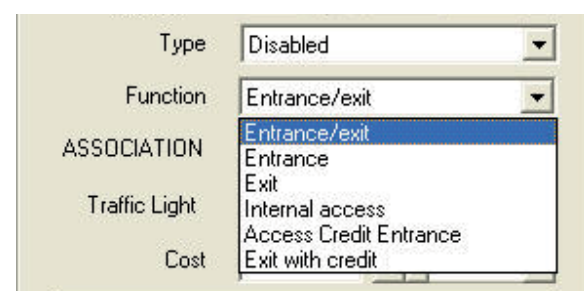 Type Disabled
Function Entrance/exit
Entrance/exit
ASSOCIATION
Entrance
Exit
Traffic Light Internal access
Access Credit Entrance
Cost Exit with credit